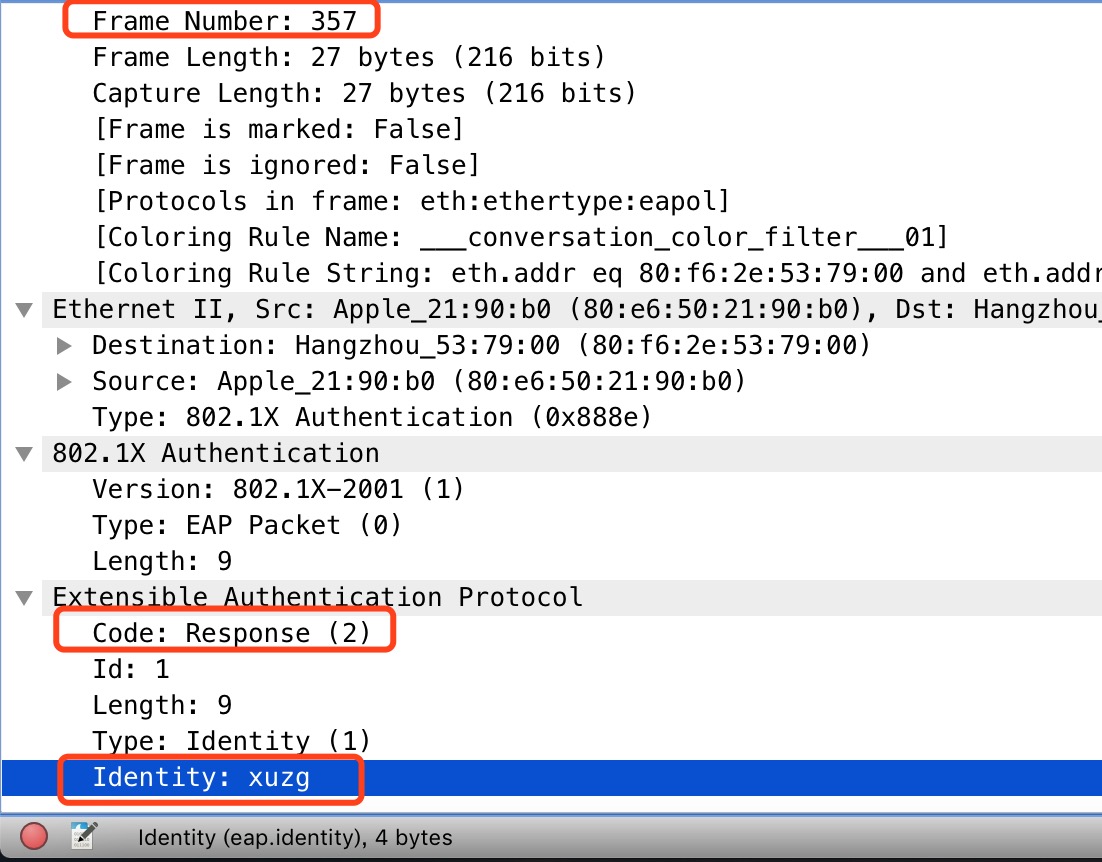 Frame Number: 357
Frame Length: 27 bytes (216 bits)
Capture Length: 27 bytes (216 bits)
[Frame is marked: False]
[Frame is ignored: False]
[Protocols in frame: eth:ethertype:eapol]
[Coloring Rule Name: ___conversation_color_filter___01]
[Coloring Rule String: eth.addr eq 80:f6:2e:53:79:00 and eth.addr
Ethernet II, Src: Apple_21:90:b0 (80:e6:50:21:90:b0), Dst: Hangzhou_
Destination: Hangzhou_53:79:00 (80:f6:2e:53:79:00)
Source: Apple_21:90:b0 (80:e6:50:21:90:b0)
Type: 802.1X Authentication (0x888e)
802.1X Authentication
Version: 802.1X-2001 (1)
Type: EAP Packet (0)
Length: 9
Extensible Authentication Protocol
Code: Response (2)
Id: 1
Length: 9
Type: Identity (1)
Identity: xuzg
Identity (eap.identity), 4 bytes